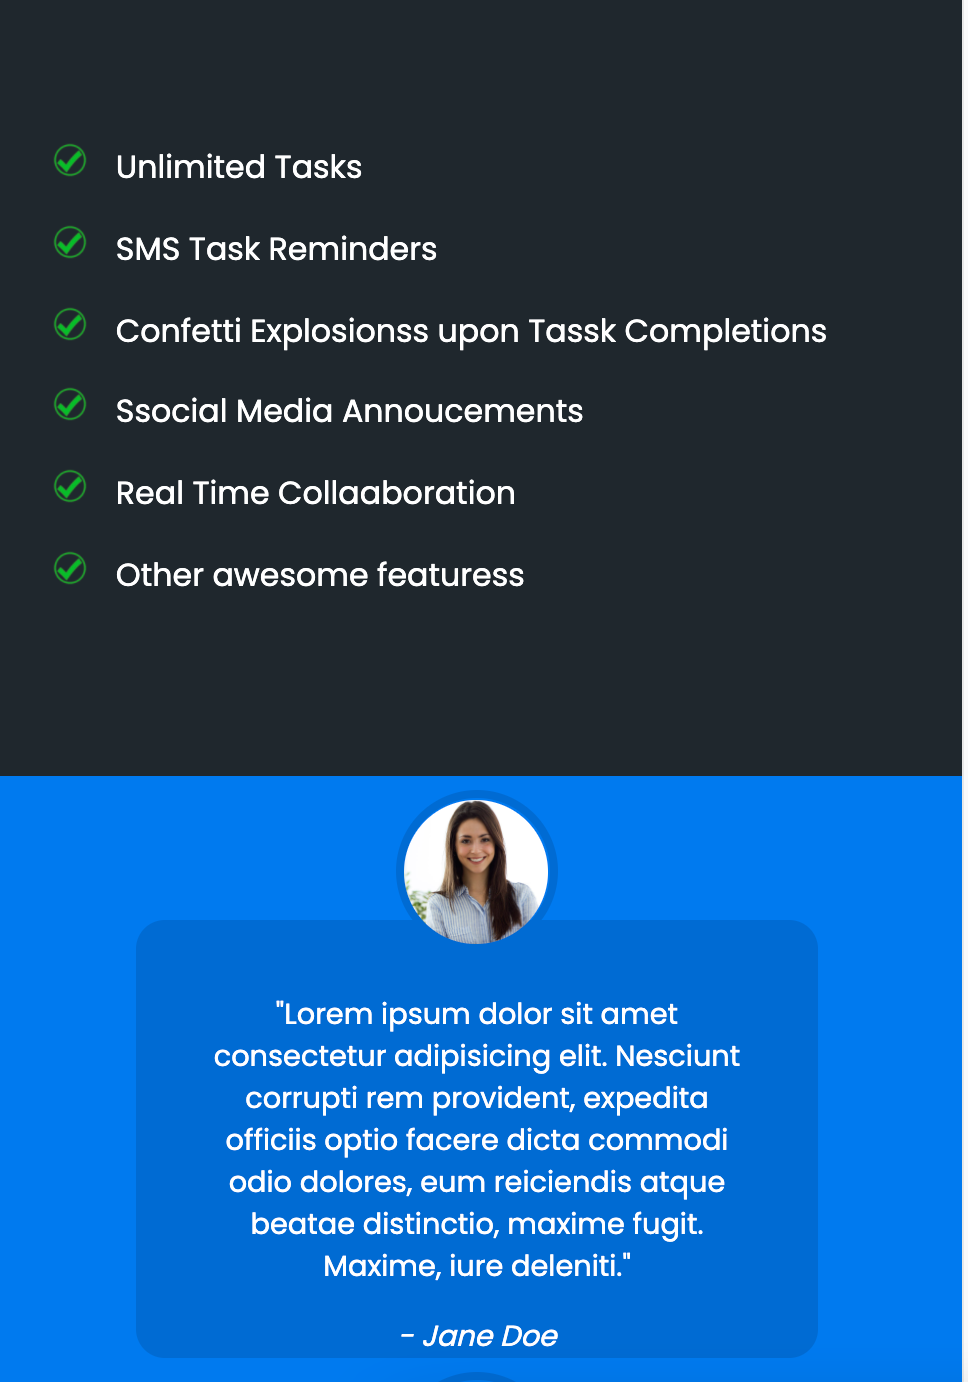 Unlimited Tasks
SMS Task Reminders
Confetti Explosionss upon Tassk Completions
Ssocial Media Annoucements
Real Time Collaaboration
Other awesome featuress
"Lorem ipsum dolor sit amet
consectetur adipisicing elit. Nesciunt
corrupti rem provident, expedita
officiis optio facere dicta commodi
odio dolores, eum reiciendis atque
beatae distinctio, maxime fugit.
Maxime, iure deleniti."
- Jane Doe